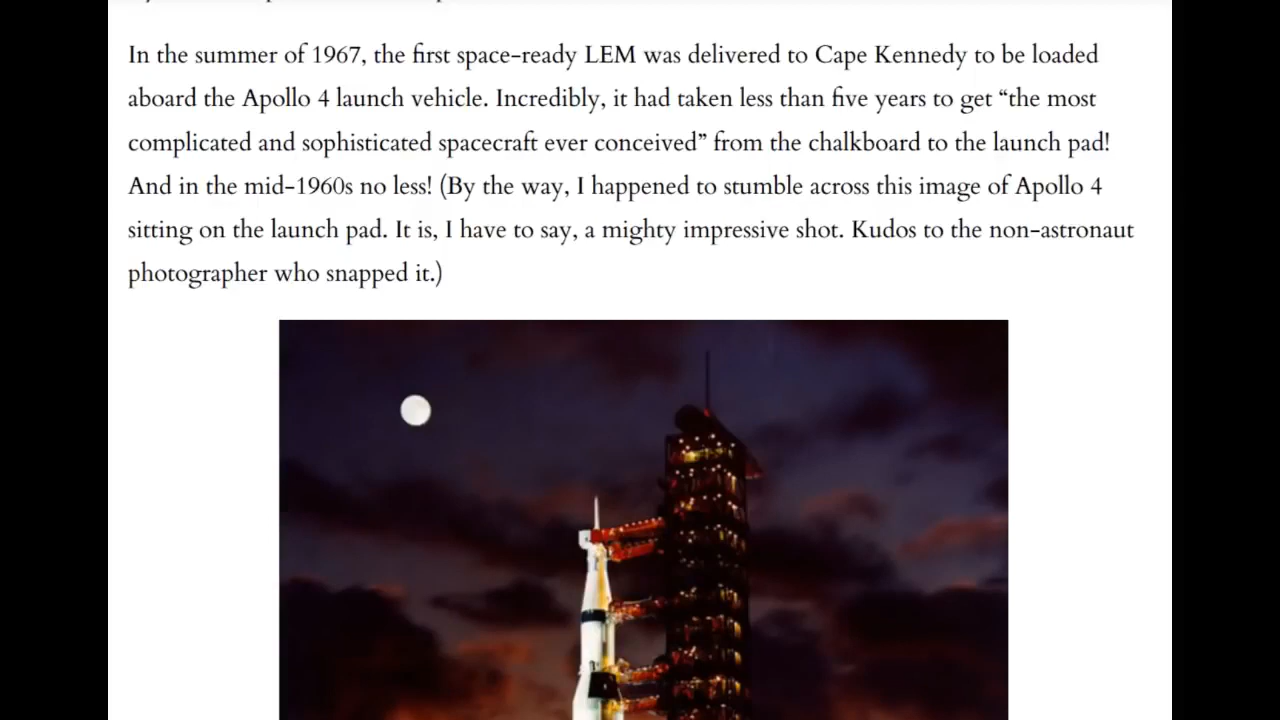 In the summer of 1967, the first space-ready LEM was delivered to Cape Kennedy to be loaded
aboard the Apollo 4 launch vehicle. Incredibly, it had taken less than five years to get “the most
complicated and sophisticated spacecraft ever conceived” from the chalkboard to the launch pad!
And in the mid-1960s no less! (By the way, I happened to stumble across this image of Apollo 4
sitting on the launch pad. It is, I have to say, a mighty impressive shot. Kudos to the non-astronaut
photographer who snapped it.)